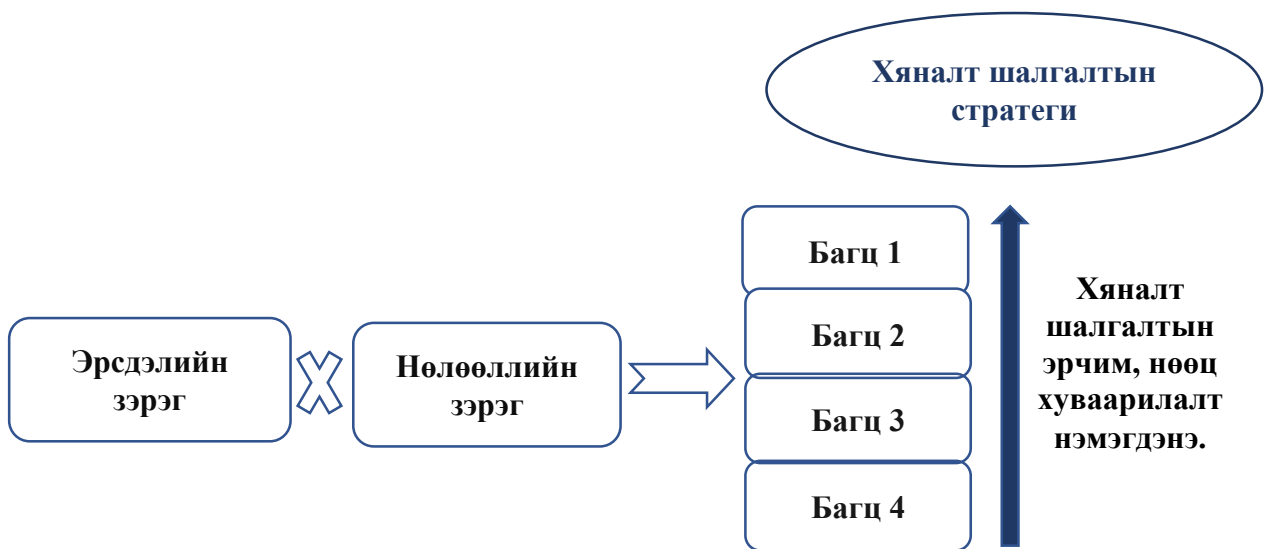 Хяналт шалгалтын
стратеги
Багц 1
Багц 2
Багц 3
Багц 4
Эрсдэлийн
зэрэг
Нөлөөллийн
зэрэг
Хяналт
шалгалтын
эрчим, нөөц
хуваарилалт
нэмэгдэнэ.